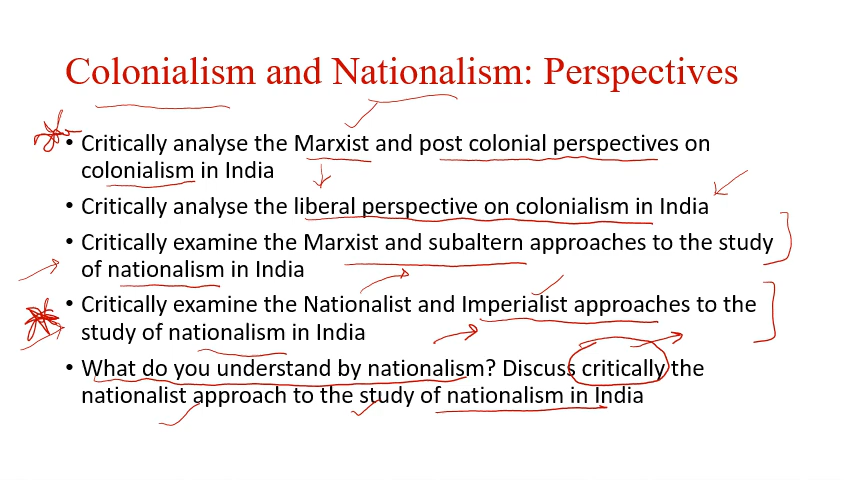 Colonialism and Nationalism: Perspectives
• Critically analyse the Marxist and post colonial perspectives on
colonialism in India
• Critically analyse the liberal perspective on colonialism in India
• Critically examine the Marxist and subaltern approaches to the study
of nationalism in India
• Critically examine the Nationalist and Imperialist approaches to the
study of nationalism in India
• What do you understand by nationalism? Discuss critically the
nationalist approach to the study of nationalism in India